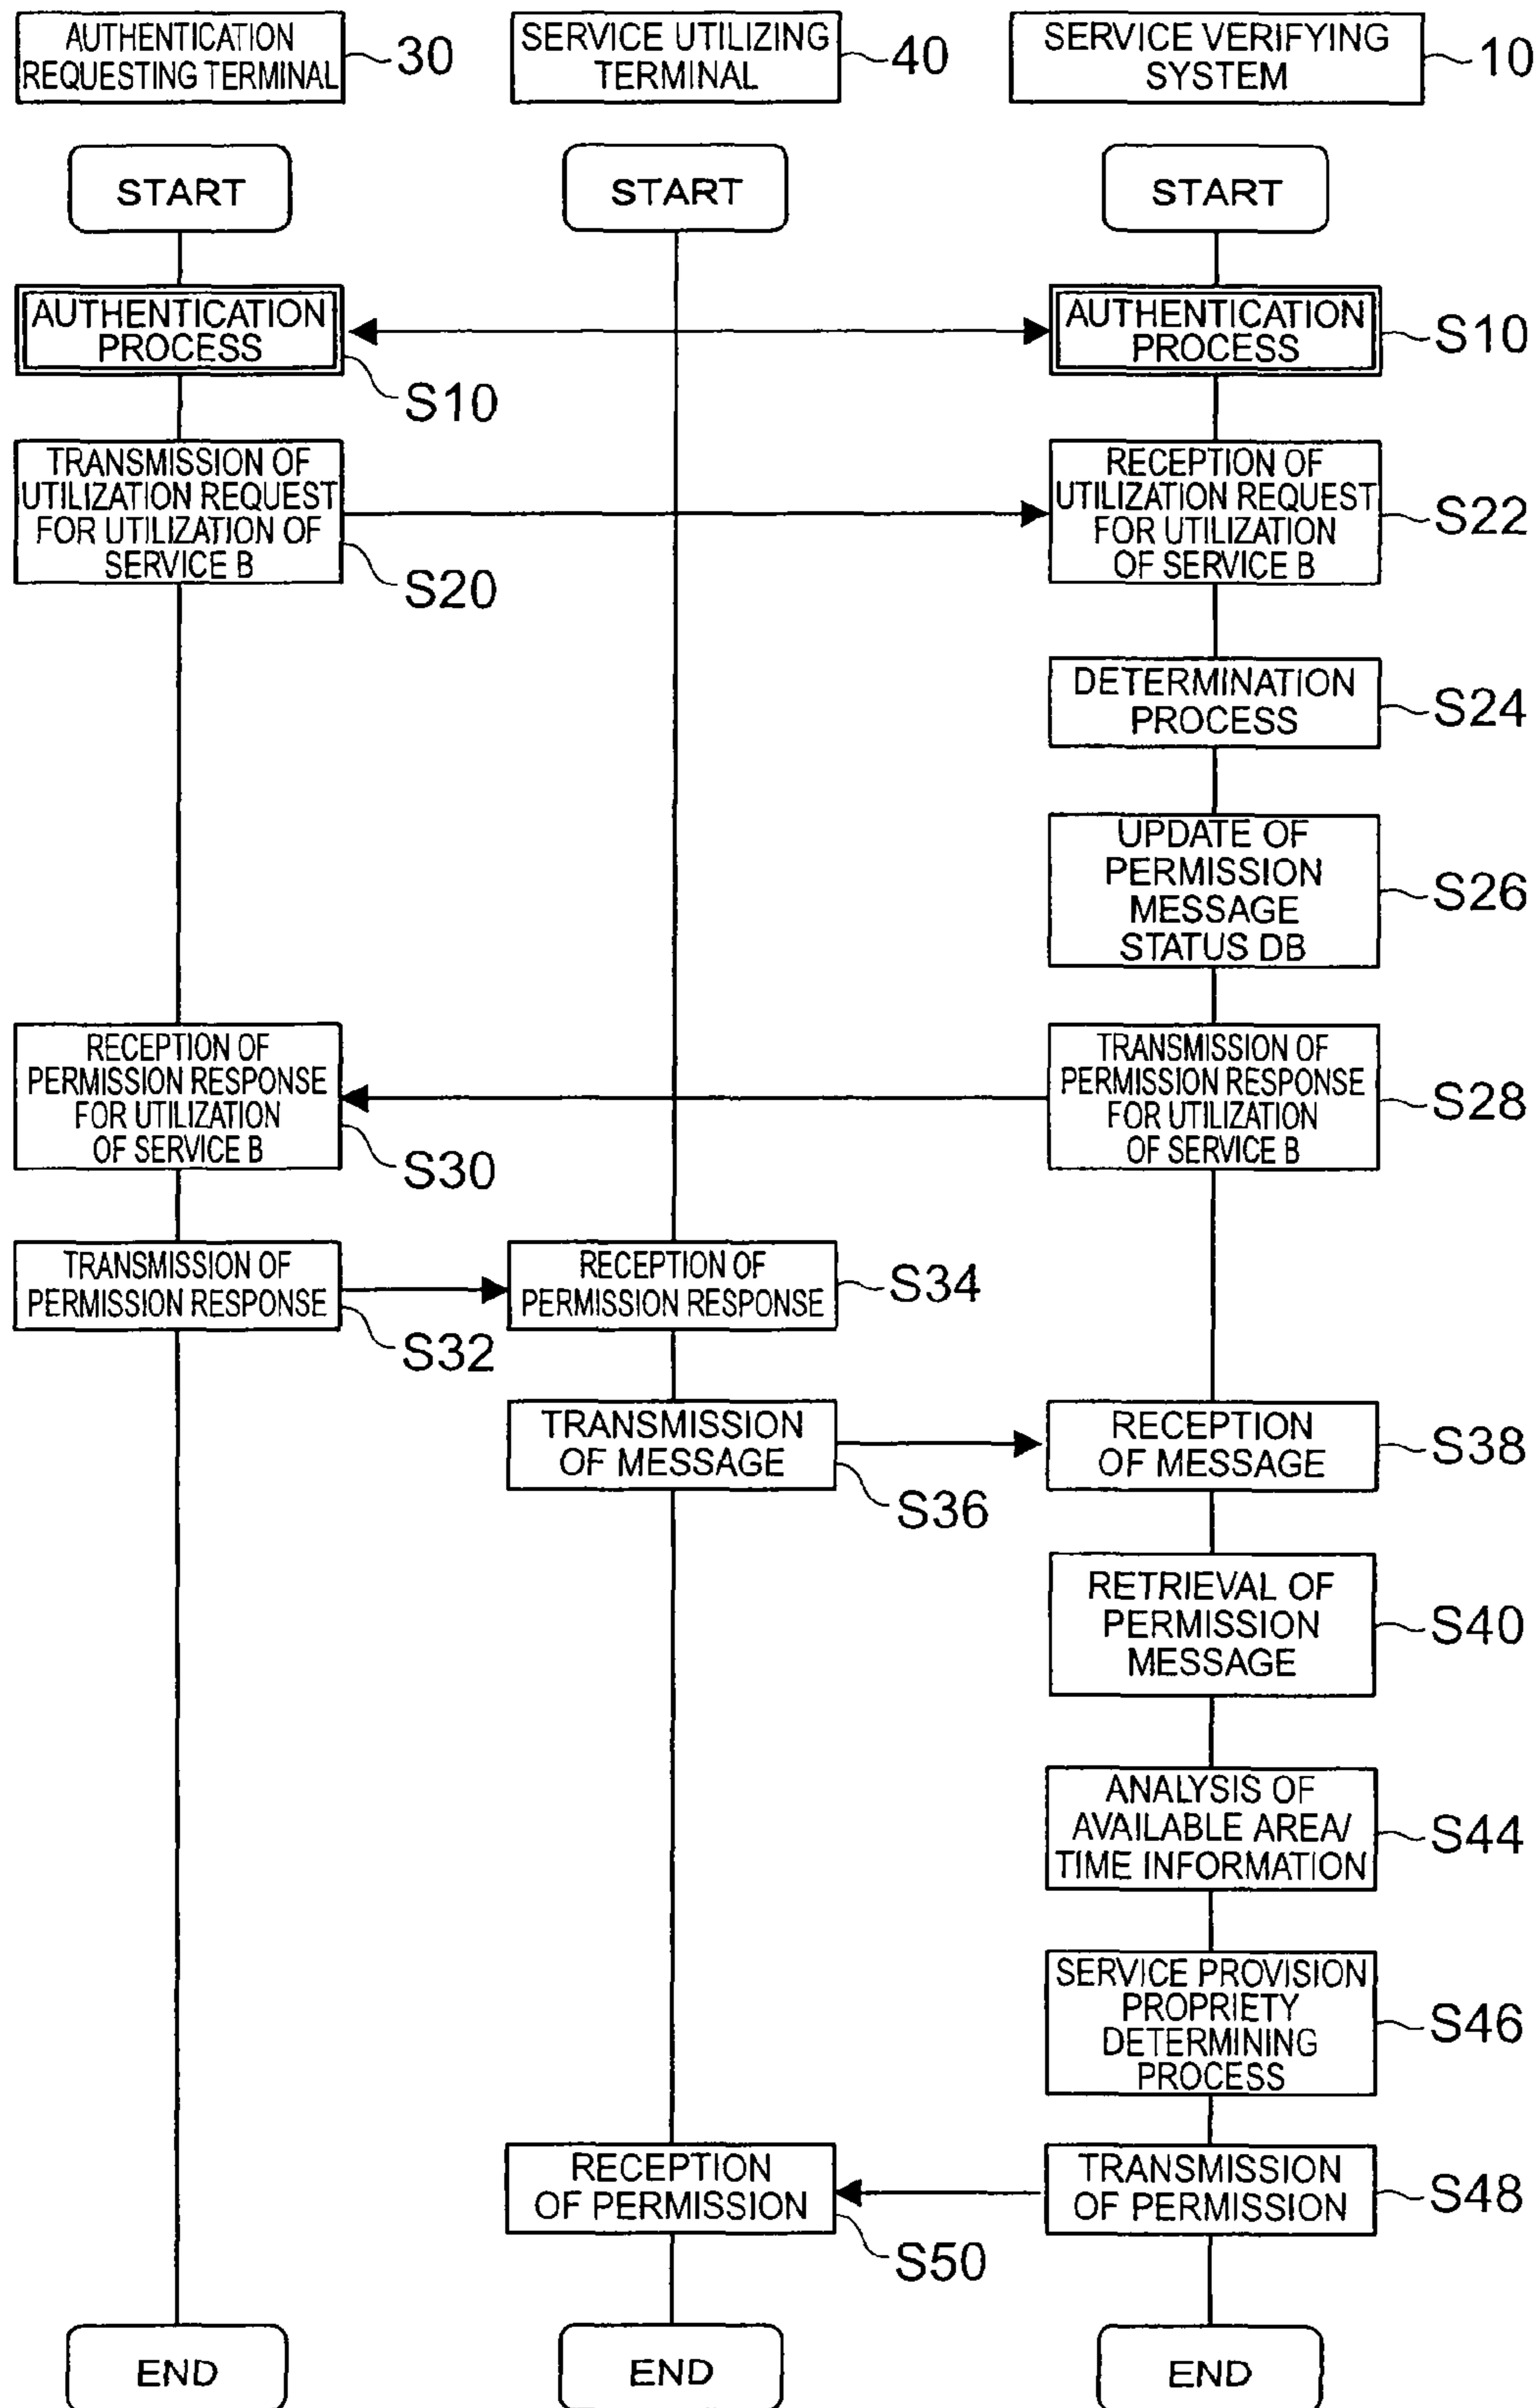 AUTHENTICATION
REQUESTING TERMINAL
30
SERVICE UTILIZING
TERMINAL
40
SERVICE VERIFYING
SYSTEM
10
START
START
START
AUTHENTICATION
PROCESS
S10
AUTHENTICATION
PROCESS
S10
TRANSMISSION OF
UTILIZATION REQUEST
FOR UTILIZATION OF
SERVICE B
S20
RECEPTION OF
UTILIZATION REQUEST
FOR UTILIZATION
OF SERVICE B
S22
DETERMINATION
PROCESS
S24
UPDATE OF
PERMISSION
MESSAGE
STATUS DB
S26
RECEPTION OF
PERMISSION RESPONSE
FOR UTILIZATION
OF SERVICE B
S30
TRANSMISSION OF
PERMISSION RESPONSE
FOR UTILIZATION
OF SERVICE B
S28
TRANSMISSION OF
PERMISSION RESPONSE
S32
RECEPTION OF
PERMISSION RESPONSE
S34
TRANSMISSION
OF MESSAGE
S36
RECEPTION
OF MESSAGE
S38
RETRIEVAL OF
PERMISSION
MESSAGE
S40
ANALYSIS OF
AVAILABLE AREA/
TIME INFORMATION
S44
SERVICE PROVISION
PROPRIETY
DETERMINING
PROCESS
S46
RECEPTION
OF PERMISSION
S50
TRANSMISSION
OF PERMISSION
S48
END
END
END